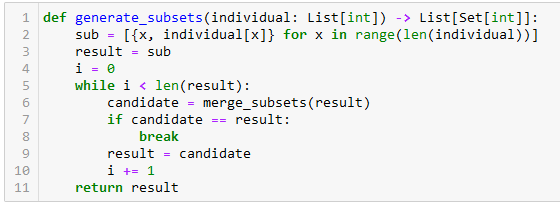 1 def generate_subsets(individual: List[int]) -> List[Set[int]]:
2     sub = [{x, individual[x]} for x in range(len(individual))]
3     result = sub
4     i = 0
5     while i < len(result):
6         candidate = merge_subsets(result)
7         if candidate == result:
8             break
9         result = candidate
10         i += 1
11     return result